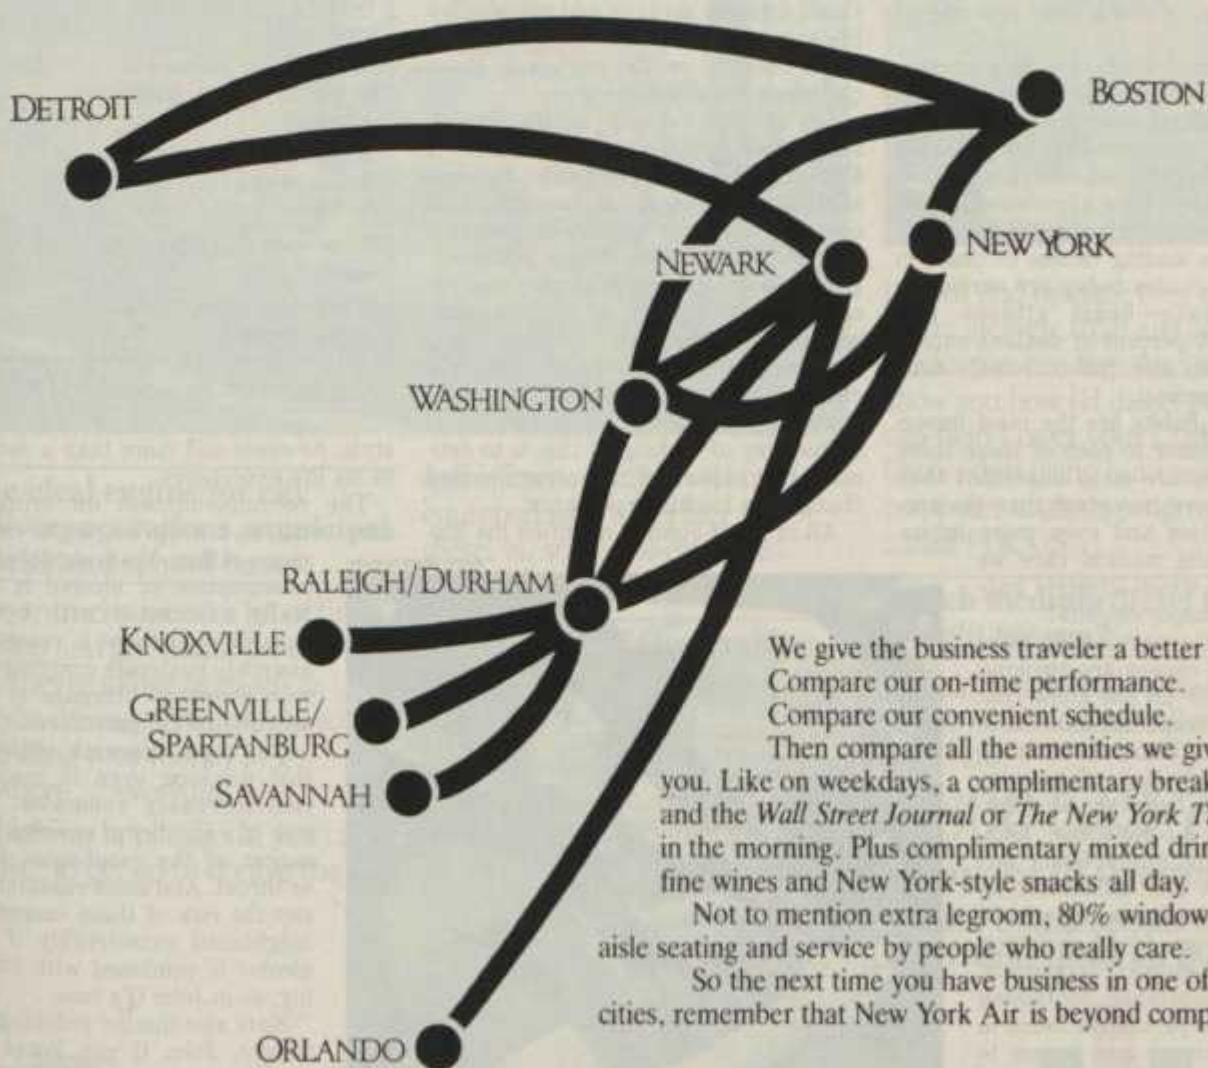 DETROIT
BOSTON
NEWARK
NEW YORK
WASHINGTON
RALEIGH/DURHAM
KNOXVILLE
GREENVILLE/
SPARTANBURG
SAVANNAH
ORLANDO
We give the business traveler a better
Compare our on-time performance.
Compare our convenient schedule.
Then compare all the amenities we giv
you. Like on weekdays, a complimentary break
and the Wall Street Journal or The New York T
in the morning. Plus complimentary mixed drin
fine wines and New York-style snacks all day.
Not to mention extra legroom, 80% window
aisle seating and service by people who really care.
So the next time you have business in one of
cities, remember that New York Air is beyond comp